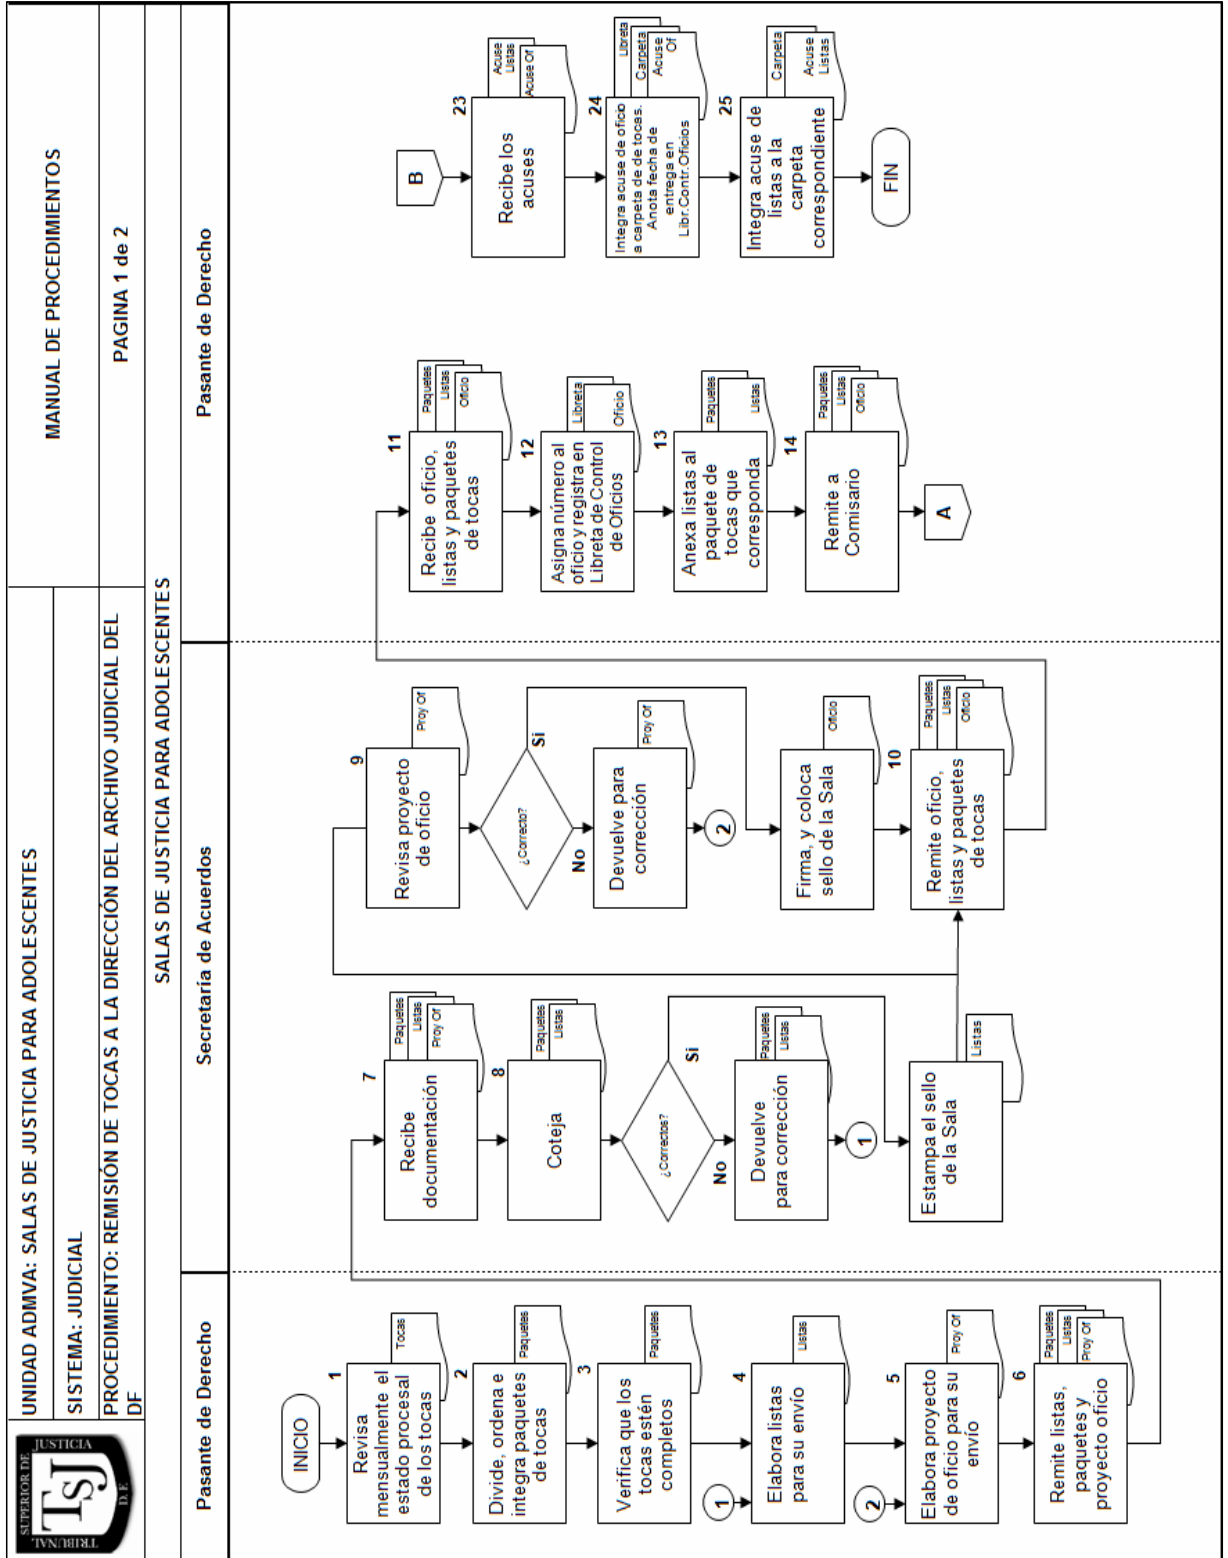 SUPERIOR DE
JUSTICIA
TRIBUNAL
D. F.
TSJ
UNIDAD ADMVA: SALAS DE JUSTICIA PARA ADOLESCENTES
MANUAL DE PROCEDIMIENTOS
SISTEMA: JUDICIAL
PROCEDIMIENTO: REMISIÓN DE TOCAS A LA DIRECCIÓN DEL ARCHIVO JUDICIAL DEL
DF
PAGINA 1 de 2
SALAS DE JUSTICIA PARA ADOLESCENTES
Pasante de Derecho
Secretaría de Acuerdos
Pasante de Derecho
INICIO
1
Revisa
mensualmente el
estado procesal
de los tocas
Tocas
2
Divide, ordena e
integra paquetes
de tocas
Paquetes
3
Verifica que los
tocas estén
completos
Paquetes
1
4
Elabora listas
para su envío
Listas
2
5
Elabora proyecto
de oficio para su
envío
Proy Of
6
Remite listas,
paquetes y
proyecto oficio
Paquetes
Listas
Proy Of
7
Recibe
documentación
Paquetes
Listas
Proy Of
8
Coteja
Paquetes
Listas
¿Correctos?
Si
No
Devuelve
para corrección
Paquetes
Listas
1
Estampa el sello
de la Sala
Listas
9
Revisa proyecto
de oficio
Proy Of
¿Correcto?
Si
No
Devuelve para
corrección
Proy Of
2
Firma, y coloca
sello de la Sala
Oficio
10
Remite oficio,
listas y paquetes
de tocas
Paquetes
Listas
Oficio
11
Recibe oficio,
listas y paquetes
de tocas
Paquetes
Listas
Oficio
12
Asigna número al
oficio y registra en
Libreta de Control
de Oficios
Libreta
Oficio
13
Anexa listas al
paquete de
tocas que
corresponda
Paquetes
Listas
14
Remite a
Comisario
Paquetes
Listas
Oficio
A
B
23
Recibe los
acuses
Acuse
Listas
Acuse Of
24
Integra acuse de oficio
a carpeta de de tocas.
Anota fecha de
entrega en
Libr.Contr.Oficios
Libreta
Carpeta
Acuse
Of
25
Integra acuse de
listas a la
carpeta
correspondiente
Carpeta
Acuse
Listas
FIN